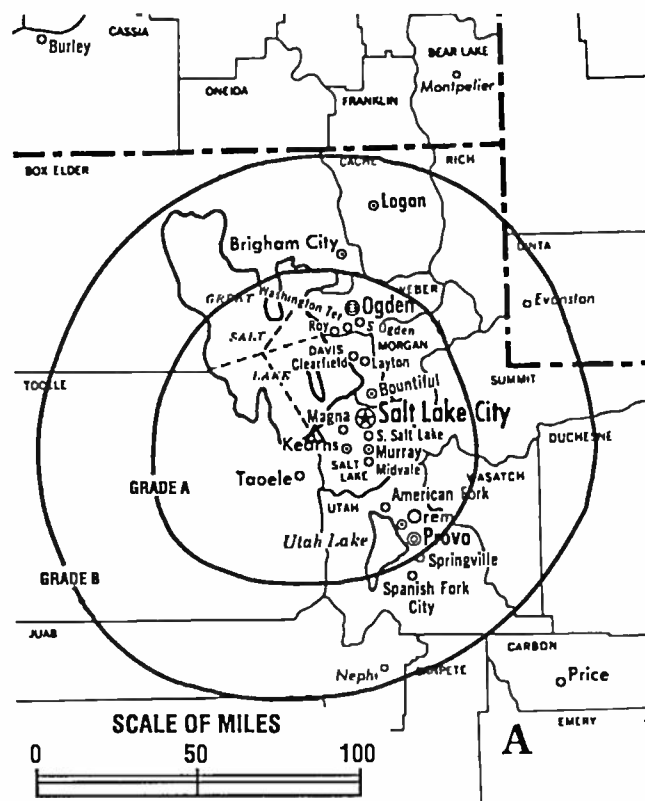 CASSIA
Burley
BEAR LAKE
Montpelier
ONEIDA
FRANKLIN
BOX ELDER
CACHE
RICH
Logan
Brigham City
UINTA
GREAT
Washington Ter
WEBER
Ogden
Evanston
Roy
S Ogden
SALT
MORGAN
DAVIS
Clearfield
Layton
LAKE
TOOELE
SUMMIT
Bountiful
Magna
Salt Lake City
S. Salt Lake
DUCHESNE
Kearns
Murray
SALT
LAKE
Midvale
WASATCH
Tooele
GRADE A
American Fork
UTAH
Orem
Utah Lake
Provo
Springville
GRADE B
Spanish Fork
City
JUAB
CARBON
Nephi
SANPETE
Price
SCALE OF MILES
A
EMERY
0 50 100